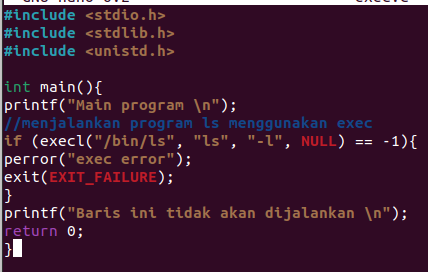 #include <stdio.h>
#include <stdlib.h>
#include <unistd.h>

int main(){
printf("Main program \n");
//menjalankan program ls menggunakan exec
if (execl("/bin/ls", "ls", "-l", NULL) == -1){
perror("exec error");
exit(EXIT_FAILURE);
}
printf("Baris ini tidak akan dijalankan \n");
return 0;
}